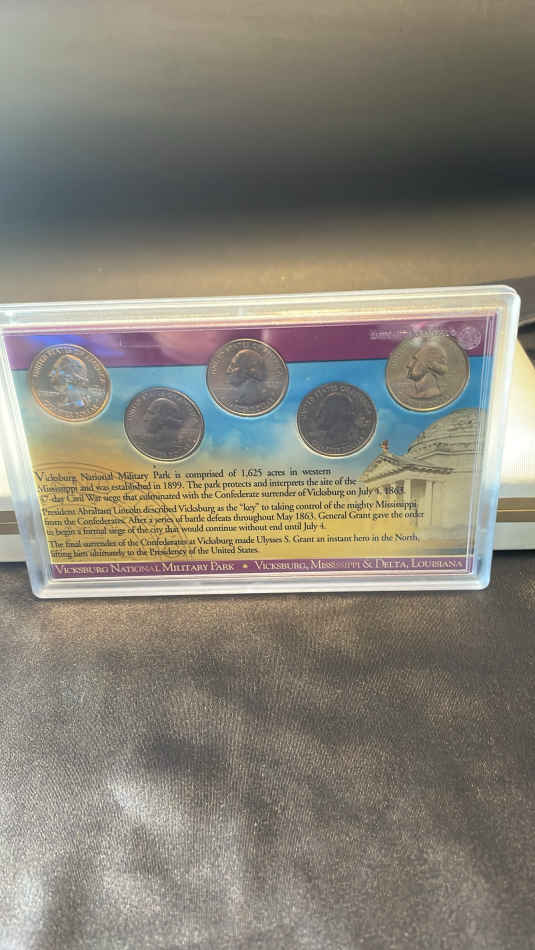 Vicksburg National Military Park is comprised of 1,625 acres in western
Mississippi and was established in 1899. The park protects and interprets the site of the
47-day Civil War siege that culminated with the Confederate surrender of Vicksburg on July 4, 1863.
President Abraham Lincoln described Vicksburg as the "key" to taking control of the mighty Mississippi
from the Confederates. After a series of battle defeats throughout May 1863, General Grant gave the order
to begin a formal siege of the city that would continue without end until July 4.
The final surrender of the Confederates at Vicksburg made Ulysses S. Grant an instant hero in the North,
lifting him ultimately to the Presidency of the United States.
VICKSBURG NATIONAL MILITARY PARK ★ VICKSBURG, MISSISSIPPI & DELTA, LOUISIANA